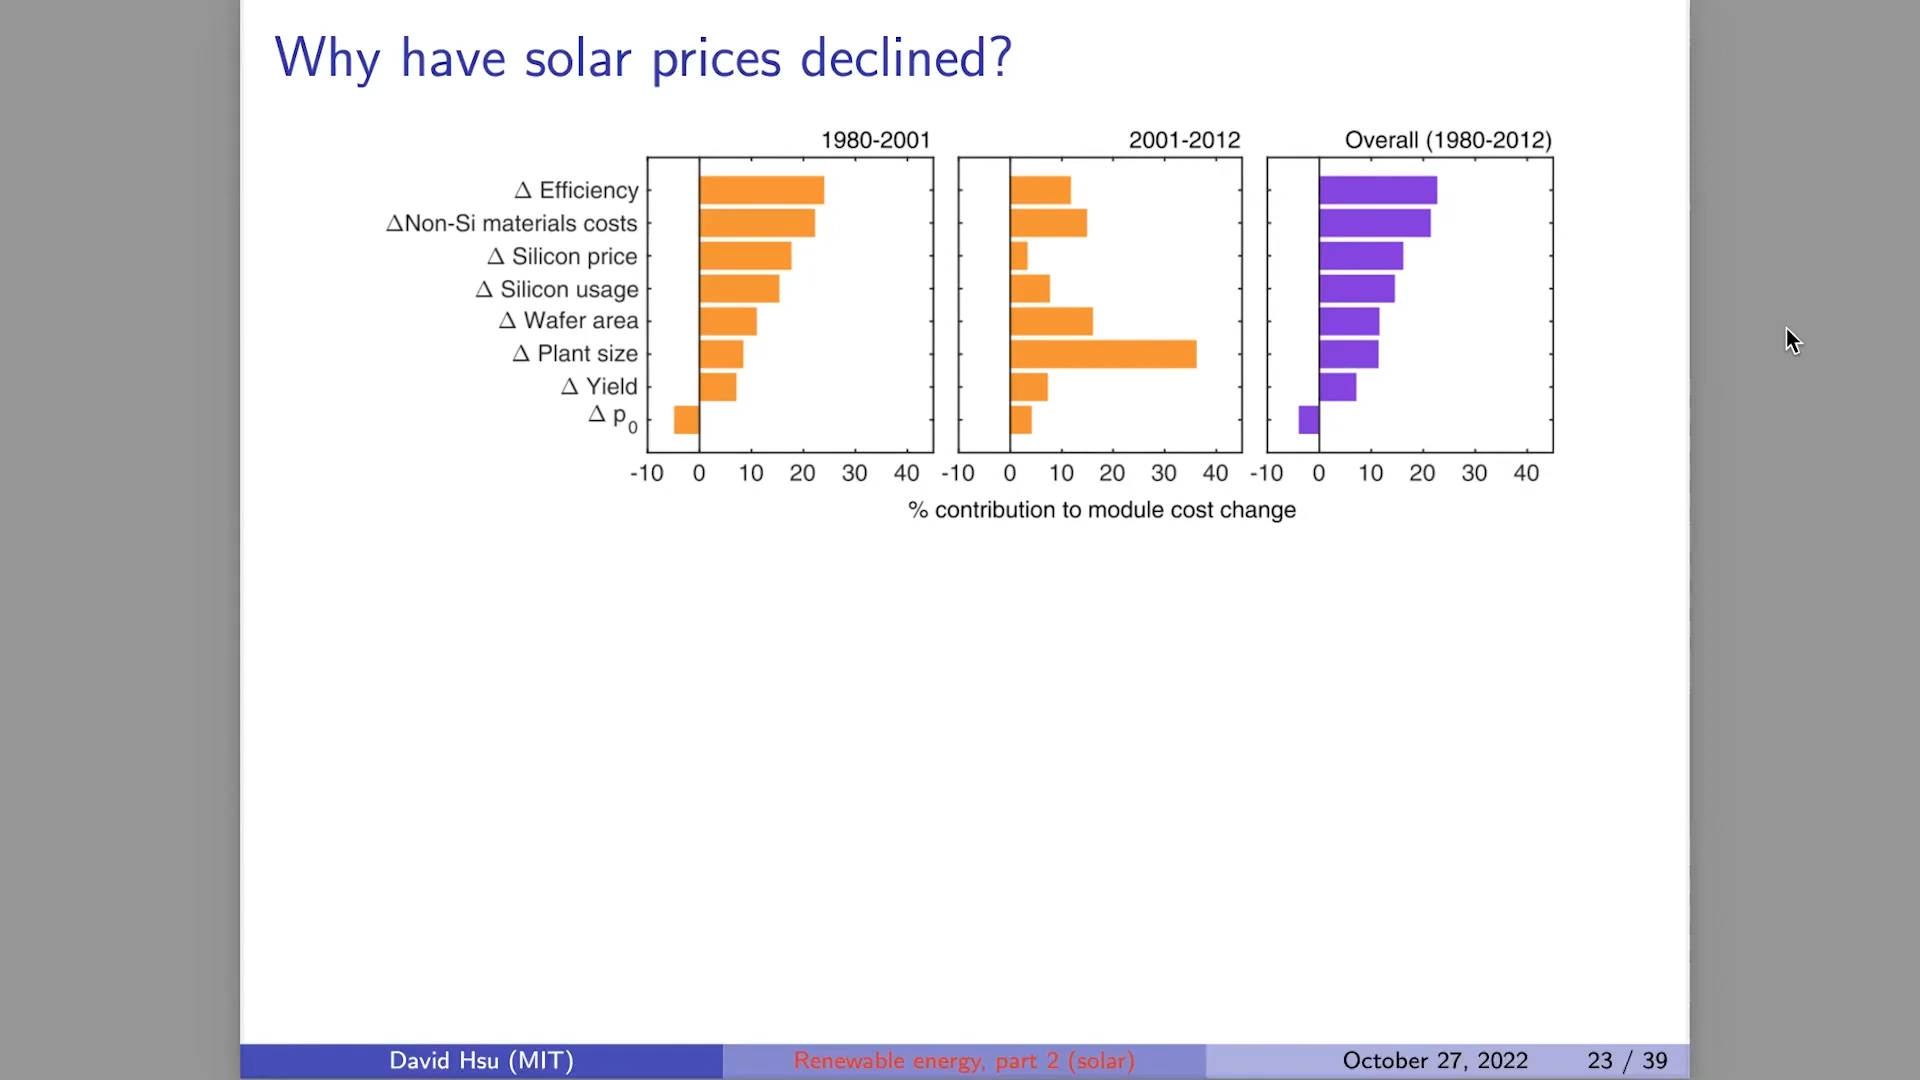 Why have solar prices declined?
1980-2001
2001-2012
Overall (1980-2012)
Δ Efficiency
ΔNon-Si materials costs
Δ Silicon price
Δ Silicon usage
Δ Wafer area
Δ Plant size
Δ Yield
Δ p0
-10 0 10 20 30 40
-10 0 10 20 30 40
-10 0 10 20 30 40
% contribution to module cost change
David Hsu (MIT)
Renewable energy, part 2 (solar)
October 27, 2022
23 / 39